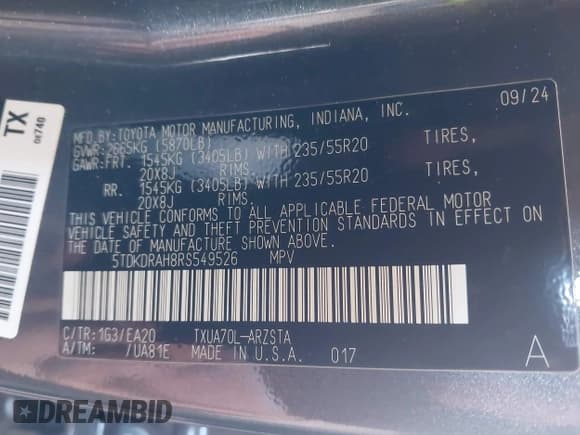 TX
0H740
MFD.BY: TOYOTA MOTOR MANUFACTURING, INDIANA, INC. 09/24
GVWR: 2665KG (5870LB)
GAWR: FRT. 1545KG (3405LB) WITH 235/55R20 TIRES,
20X8J RIMS.
RR. 1545KG (3405LB) WITH 235/55R20 TIRES,
20X8J RIMS.
THIS VEHICLE CONFORMS TO ALL APPLICABLE FEDERAL MOTOR
VEHICLE SAFETY AND THEFT PREVENTION STANDARDS IN EFFECT ON
THE DATE OF MANUFACTURE SHOWN ABOVE.
5TDKDRAH8RS549526 MPV
C/TR: 1G3/EA20 TXUA70L-ARZSTA
A/TM: /UA81E MADE IN U.S.A. 017 A
DREAMBID